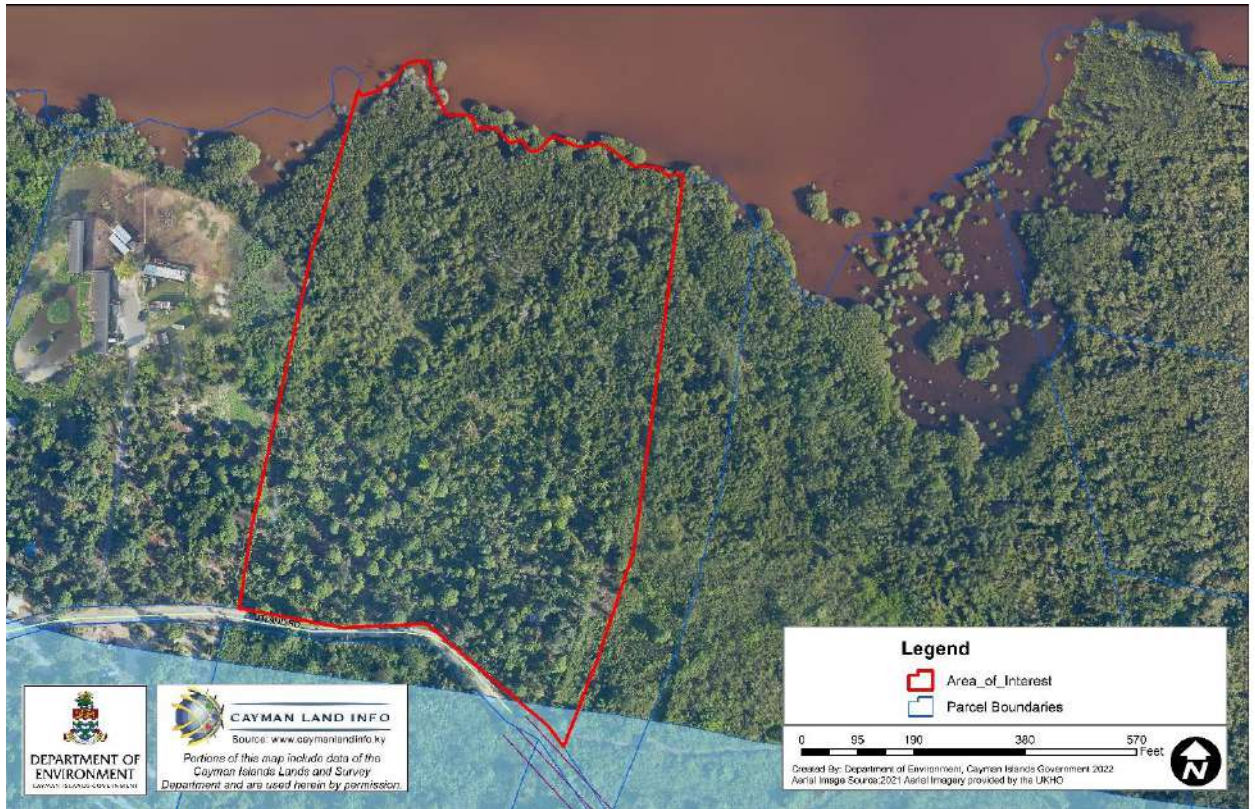 Legend
Area_of_Interest
Parcel Boundaries
0 95 190 380 570
Feet
Created By: Department of Environment, Cayman Islands Government 2022
Aerial Image Source:2021 Aerial Imagery provided by the UKHO
N
DEPARTMENT OF
ENVIRONMENT
CAYMAN ISLANDS GOVERNMENT
CAYMAN LAND INFO
Source: www.caymanlandinfo.ky
Portions of this map include data of the
Cayman Islands Lands and Survey
Department and are used herein by permission.